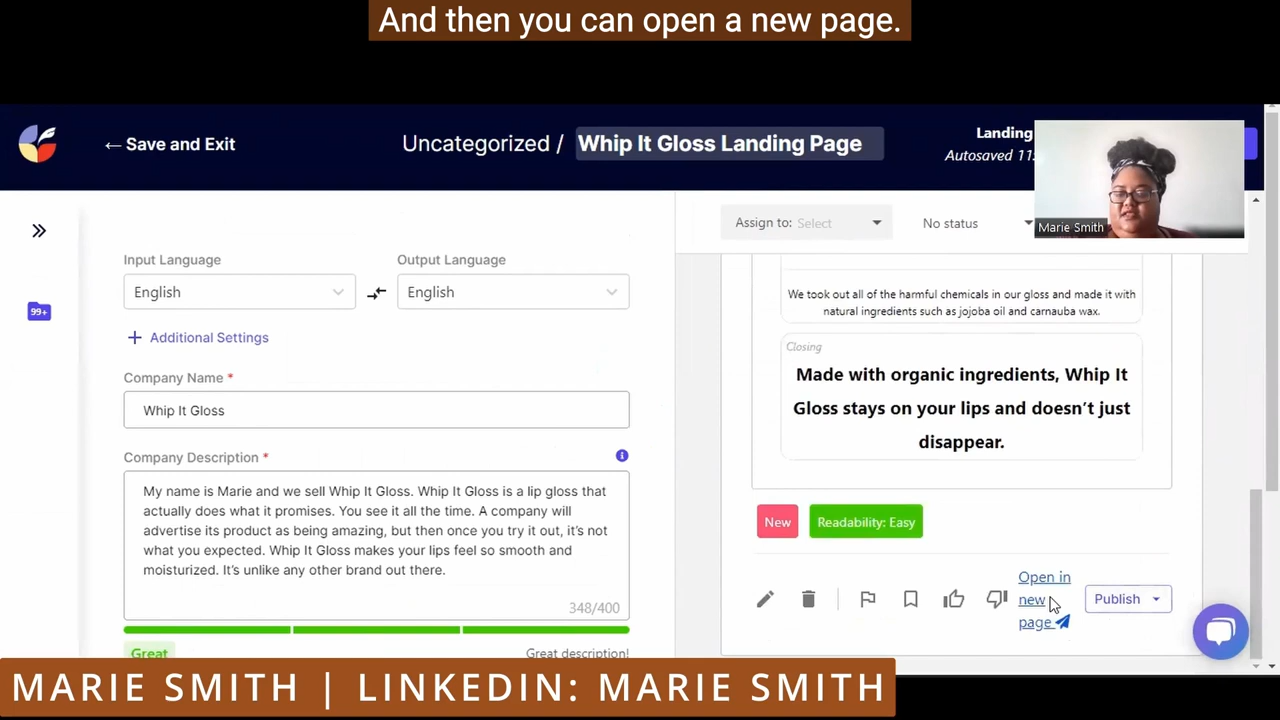 And then you can open a new page.
← Save and Exit
Uncategorized / Whip It Gloss Landing Page
Landing
Autosaved 11:
Marie Smith
Assign to: Select
No status
Input Language
Output Language
English
English
+ Additional Settings
99+
Company Name *
Whip It Gloss
Company Description *
My name is Marie and we sell Whip It Gloss. Whip It Gloss is a lip gloss that
actually does what it promises. You see it all the time. A company will
advertise its product as being amazing, but then once you try it out, it's not
what you expected. Whip It Gloss makes your lips feel so smooth and
moisturized. It's unlike any other brand out there.
348/400
Great
Great description!
We took out all of the harmful chemicals in our gloss and made it with
natural ingredients such as jojoba oil and carnauba wax.
Closing
Made with organic ingredients, Whip It
Gloss stays on your lips and doesn't just
disappear.
New
Readability: Easy
Open in
new
page
Publish
MARIE SMITH | LINKEDIN: MARIE SMITH